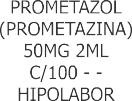 PROMETAZOL
(PROMETAZINA)
50MG 2ML
C/100 - -
HIPOLABOR